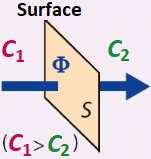 Surface
C₁ Φ C₂
S
(C₁>C₂)